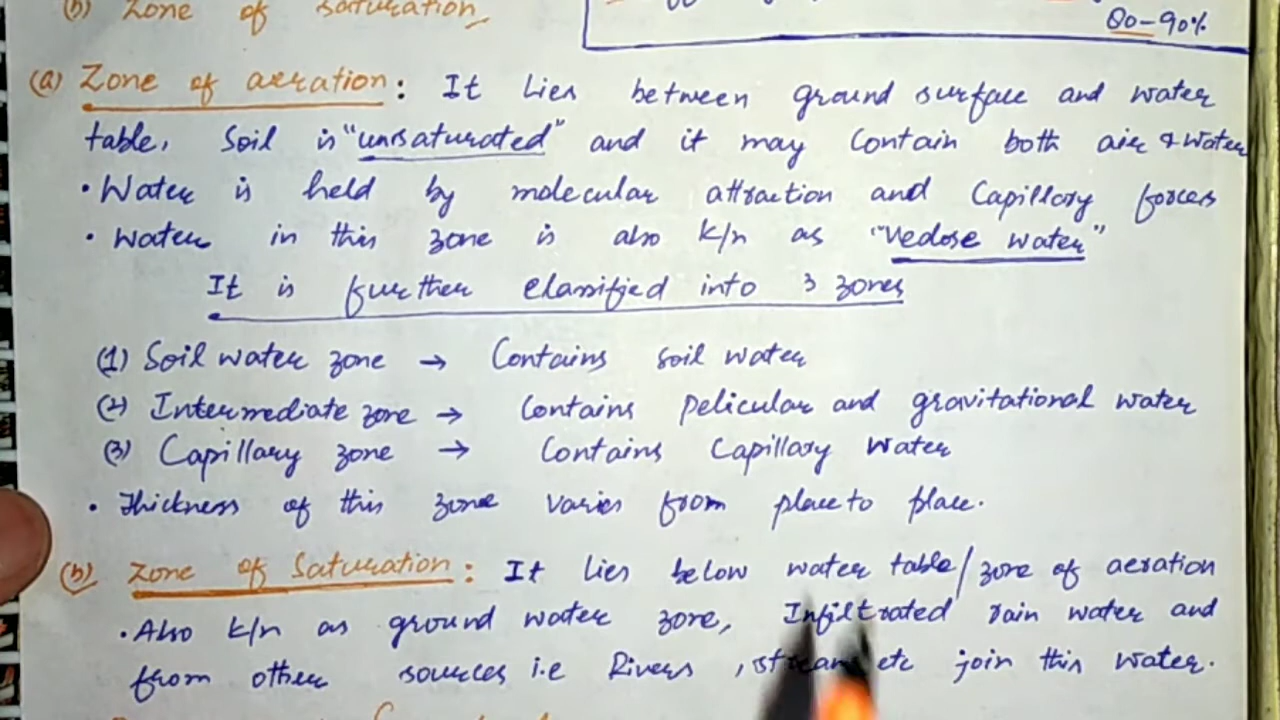 (b) Zone of saturation
80-90%
(a) Zone of aeration: It lies between ground surface and water
table, Soil is "unsaturated" and it may contain both air & water
• Water is held by molecular attraction and Capillary forces
• Water in this zone is also k/n as "Vedose water"
It is further classified into 3 zones
(1) Soil water zone → Contains soil water
(2) Intermediate zone → Contains pelicular and gravitational water
(3) Capillary zone → Contains Capillary water
• Thickness of this zone varies from place to place.
(b) Zone of Saturation: It lies below water table/zone of aeration
• Also k/n as ground water zone, Infiltrated rain water and
from other sources i.e Rivers, stream etc join this water.